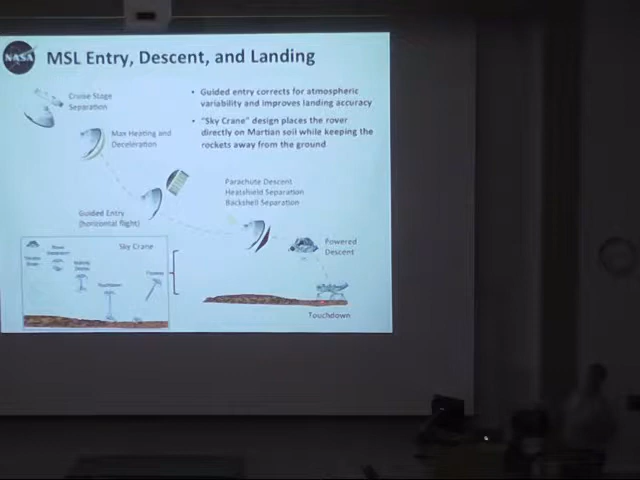 NASA
MSL Entry, Descent, and Landing
Cruise Stage
Separation
• Guided entry corrects for atmospheric
variability and improves landing accuracy
• "Sky Crane" design places the rover
directly on Martian soil while keeping the
rockets away from the ground
Max Heating and
Deceleration
Parachute Descent
Heatshield Separation
Backshell Separation
Guided Entry
(horizontal flight)
Powered
Descent
Sky Crane
Touchdown
Flyaway
Touchdown